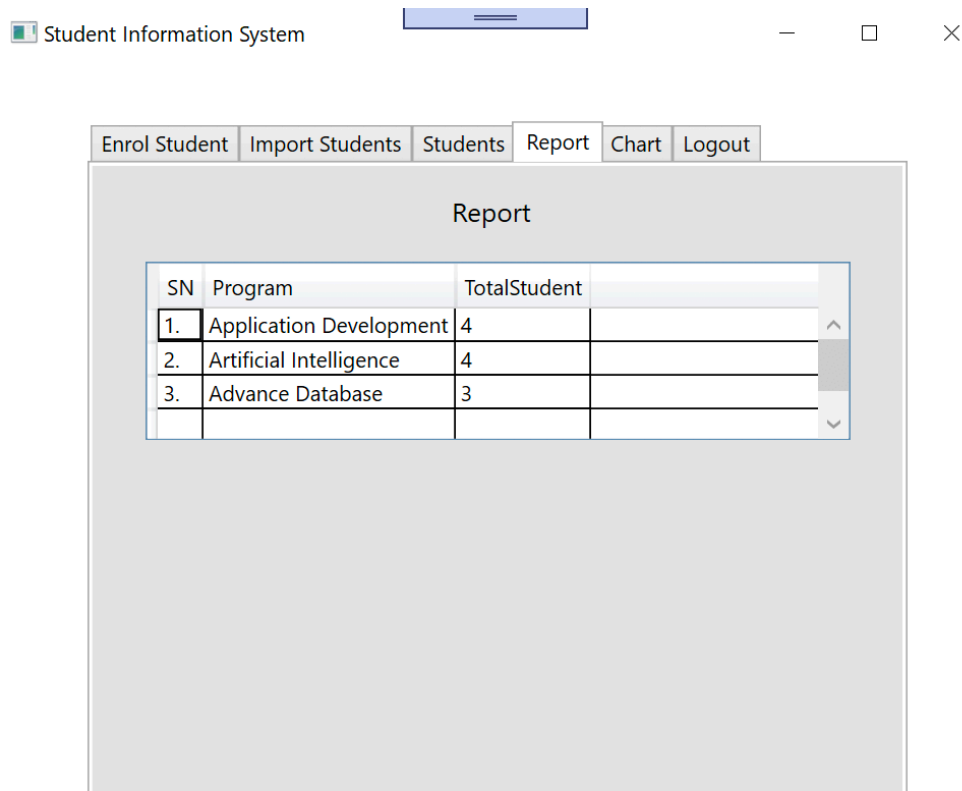 Student Information System
Enrol Student Import Students Students Report Chart Logout
Report
SN Program TotalStudent
1. Application Development 4
2. Artificial Intelligence 4
3. Advance Database 3